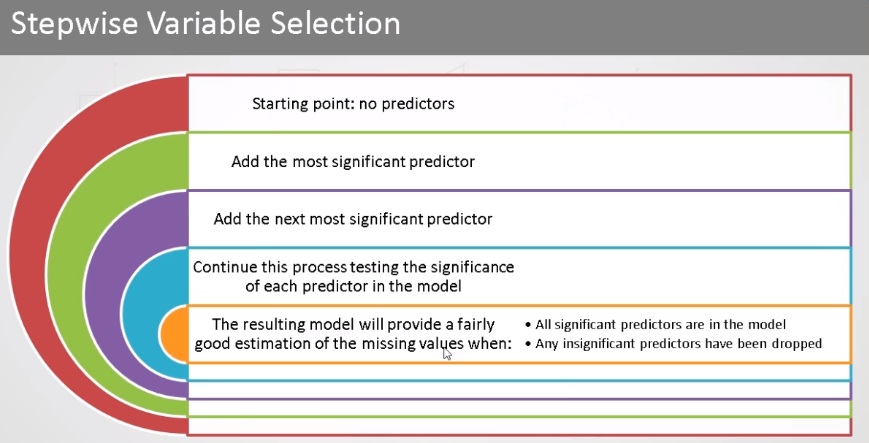 Stepwise Variable Selection
Starting point: no predictors
Add the most significant predictor
Add the next most significant predictor
Continue this process testing the significance
of each predictor in the model
The resulting model will provide a fairly
good estimation of the missing values when:
• All significant predictors are in the model
• Any insignificant predictors have been dropped